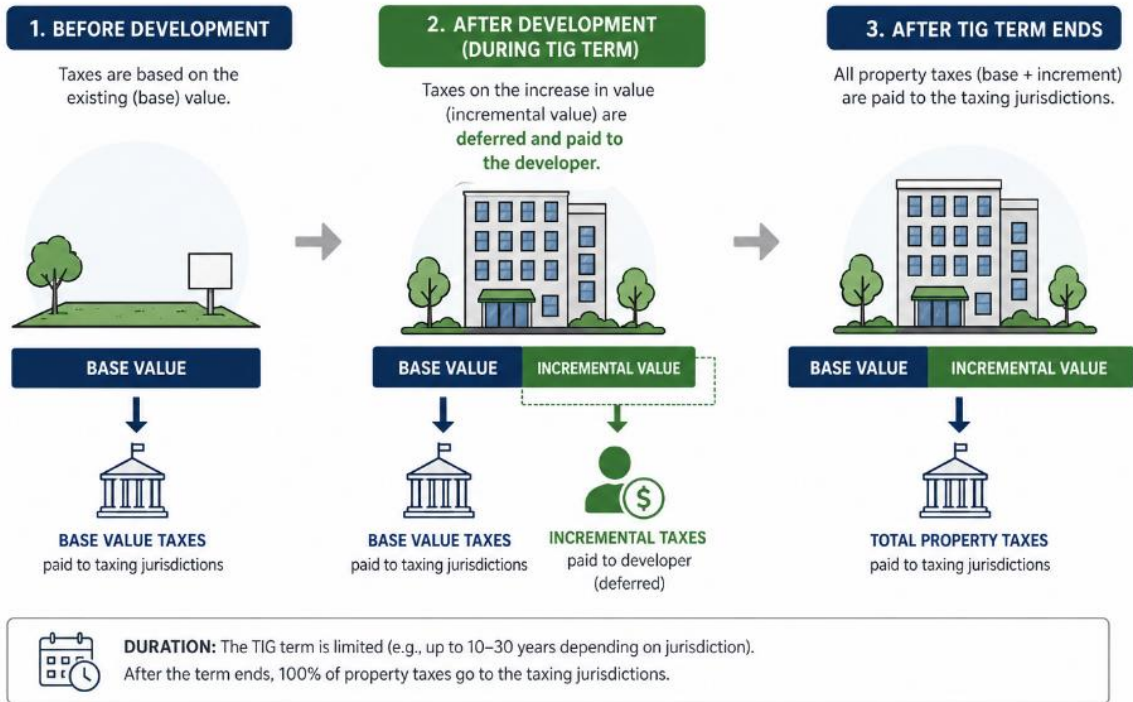 1. BEFORE DEVELOPMENT
Taxes are based on the
existing (base) value.
BASE VALUE
BASE VALUE TAXES
paid to taxing jurisdictions
2. AFTER DEVELOPMENT
(DURING TIG TERM)
Taxes on the increase in value
(incremental value) are
deferred and paid to
the developer.
BASE VALUE
INCREMENTAL VALUE
BASE VALUE TAXES
paid to taxing jurisdictions
INCREMENTAL TAXES
paid to developer
(deferred)
3. AFTER TIG TERM ENDS
All property taxes (base + increment)
are paid to the taxing jurisdictions.
BASE VALUE
INCREMENTAL VALUE
TOTAL PROPERTY TAXES
paid to taxing jurisdictions
$
DURATION: The TIG term is limited (e.g., up to 10–30 years depending on jurisdiction).
After the term ends, 100% of property taxes go to the taxing jurisdictions.